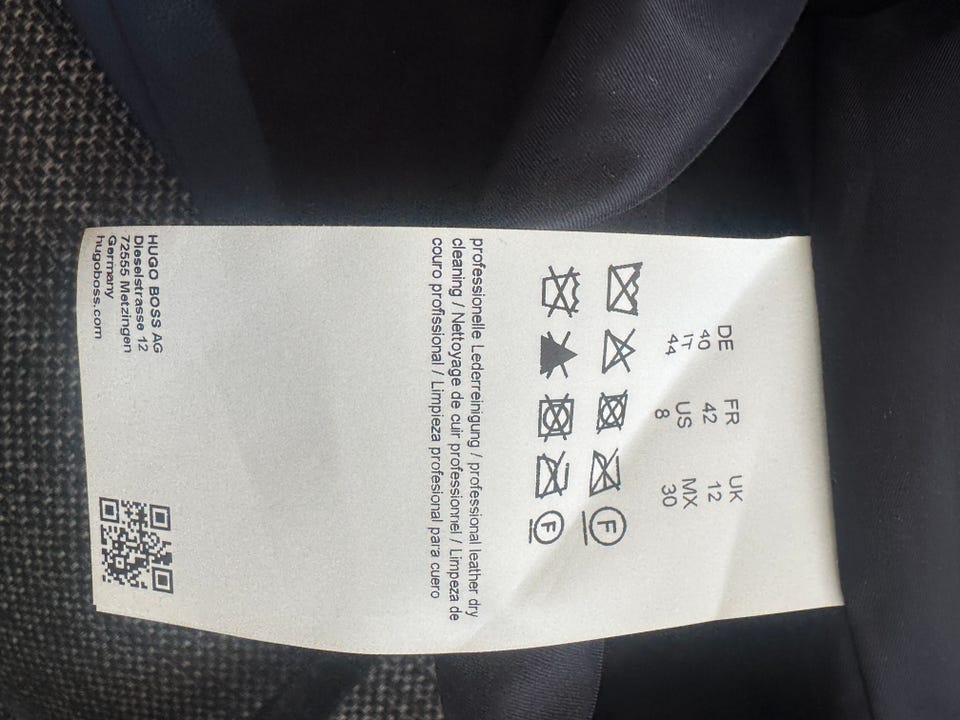 DE FR UK
40 42 12
IT US MX
44 8 30
F
F
professionelle Lederreinigung / professional leather dry
cleaning / Nettoyage de cuir professionnel / Limpeza de
couro profissional / Limpieza profesional para cuero
HUGO BOSS AG
Dieselstrasse 12
72555 Metzingen
Germany
hugoboss.com